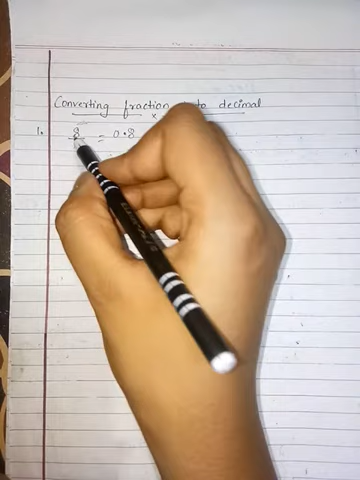 Converting fraction to decimal
1. 8 = 0.8